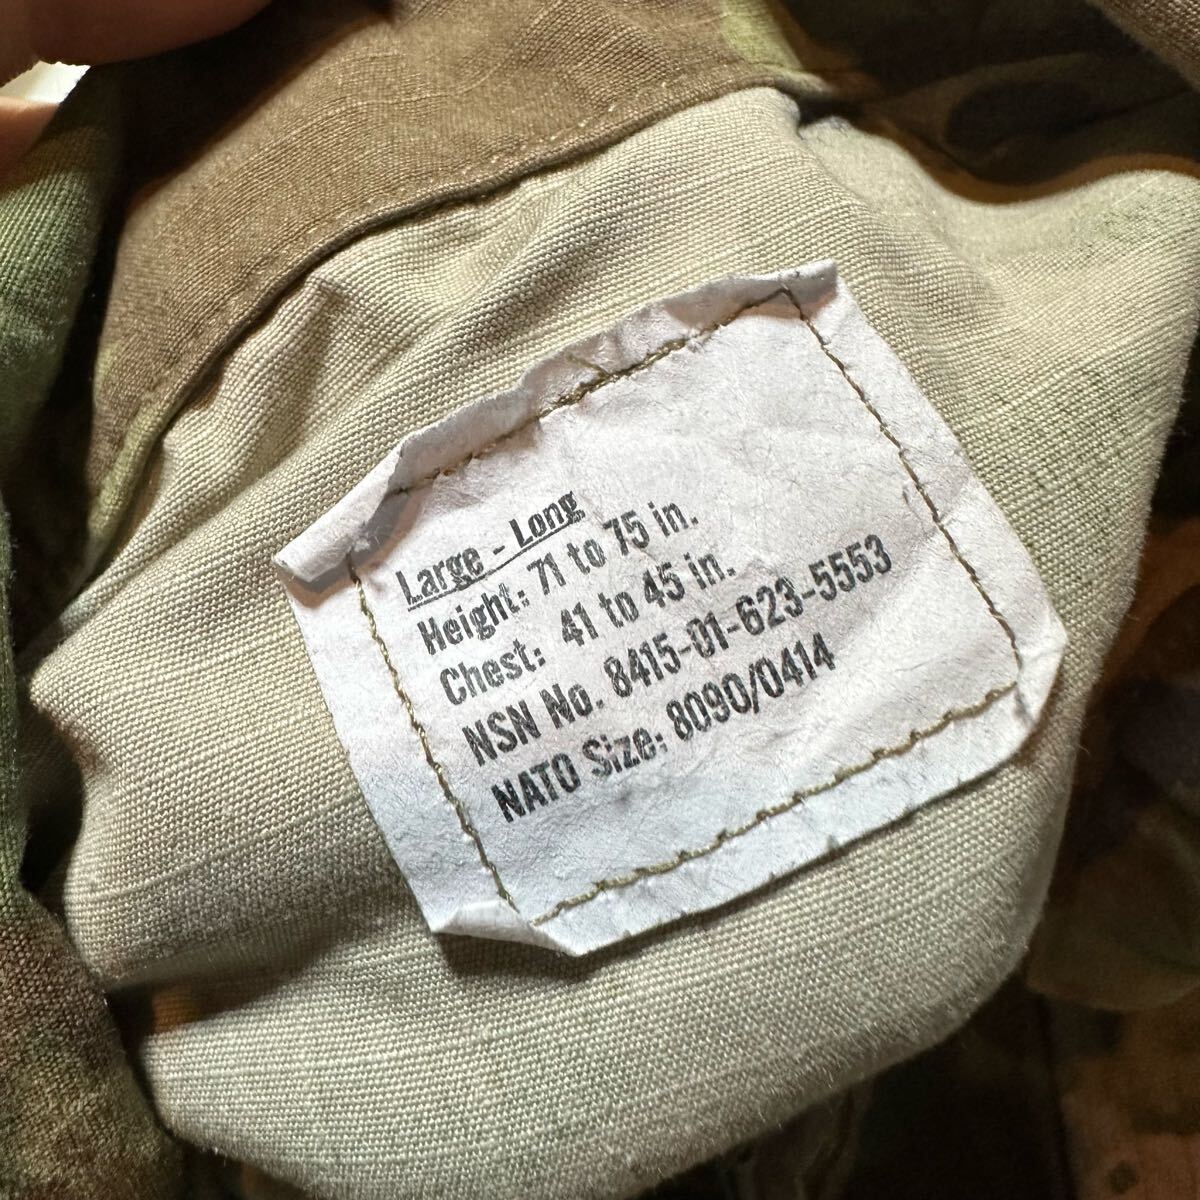 Large - Long
Height: 71 to 75 in.
Chest: 41 to 45 in.
NSN No. 8415-01-623-5553
NATO Size: 8090/0414